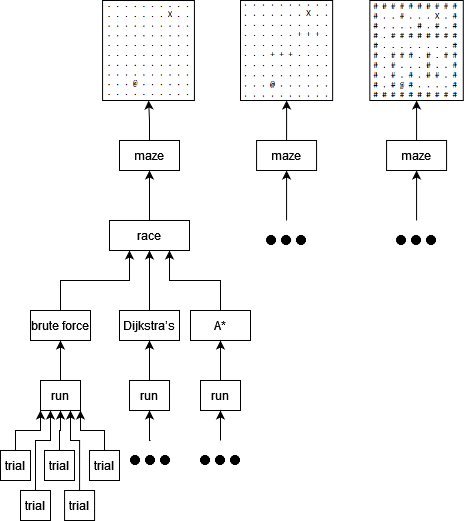 X
@
X
+ + +
+ + +
@
X
@
maze
maze
maze
race
brute force
Dijkstra's
A*
run
run
run
trial
trial
trial
trial
trial